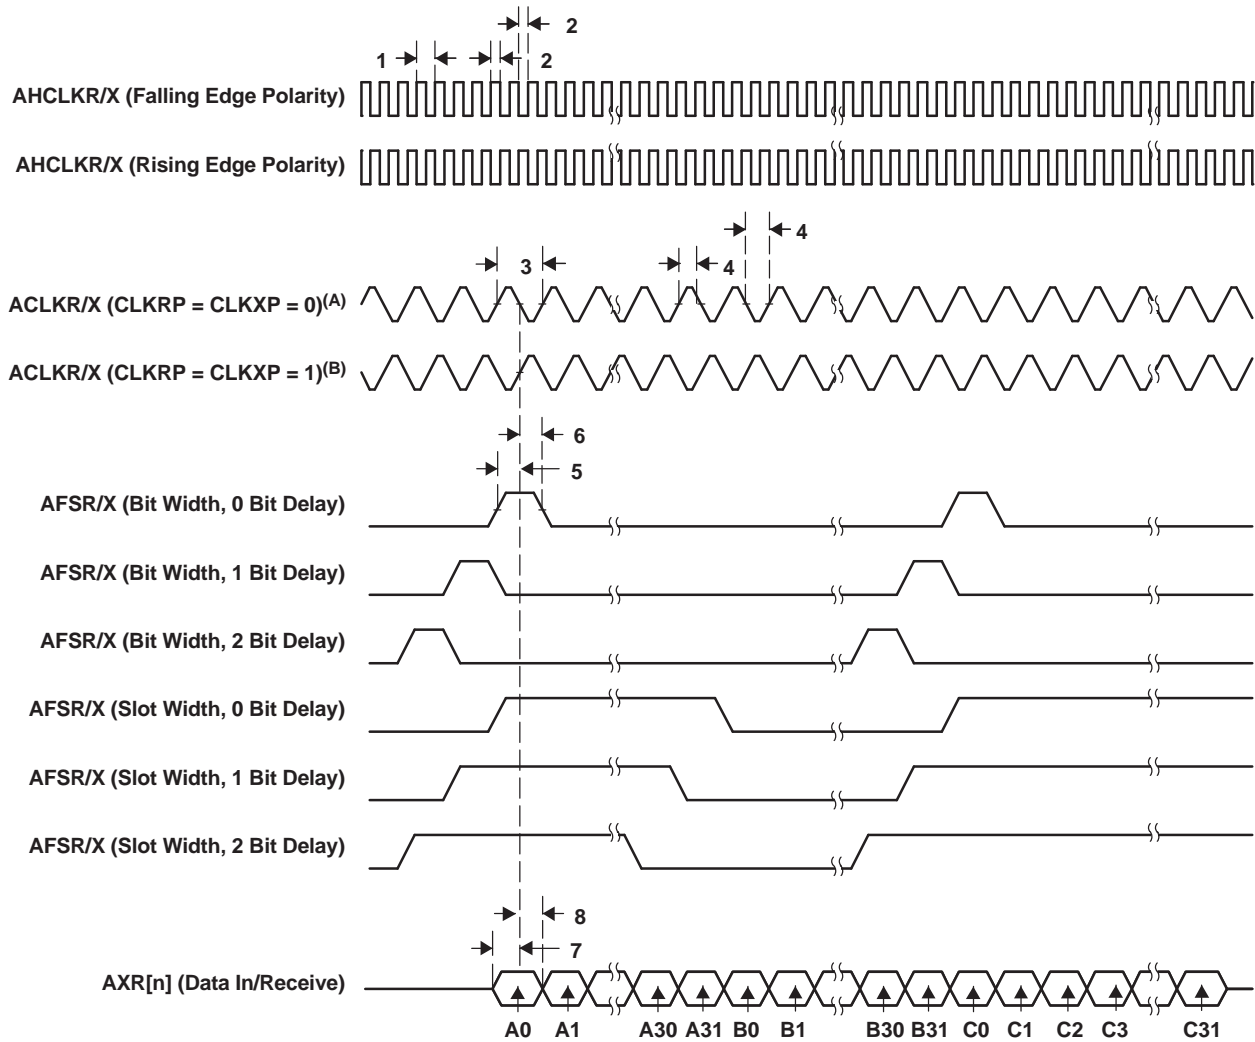 2
1
2
AHCLKR/X (Falling Edge Polarity)
AHCLKR/X (Rising Edge Polarity)
4
3
4
ACLKR/X (CLKRP = CLKXP = 0)(A)
ACLKR/X (CLKRP = CLKXP = 1)(B)
6
5
AFSR/X (Bit Width, 0 Bit Delay)
AFSR/X (Bit Width, 1 Bit Delay)
AFSR/X (Bit Width, 2 Bit Delay)
AFSR/X (Slot Width, 0 Bit Delay)
AFSR/X (Slot Width, 1 Bit Delay)
AFSR/X (Slot Width, 2 Bit Delay)
8
7
AXR[n] (Data In/Receive)
A0 A1 A30 A31 B0 B1 B30 B31 C0 C1 C2 C3 C31